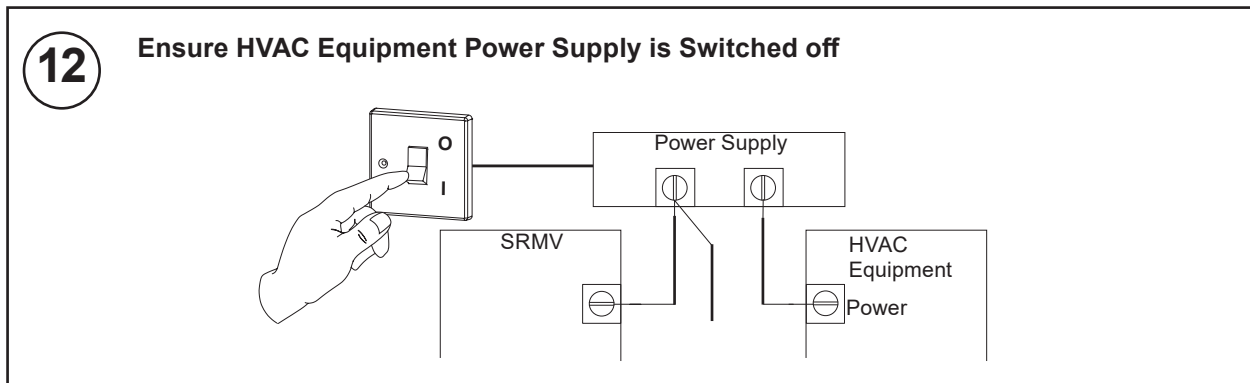 12
Ensure HVAC Equipment Power Supply is Switched off
O
I
Power Supply
SRMV
HVAC
Equipment
Power